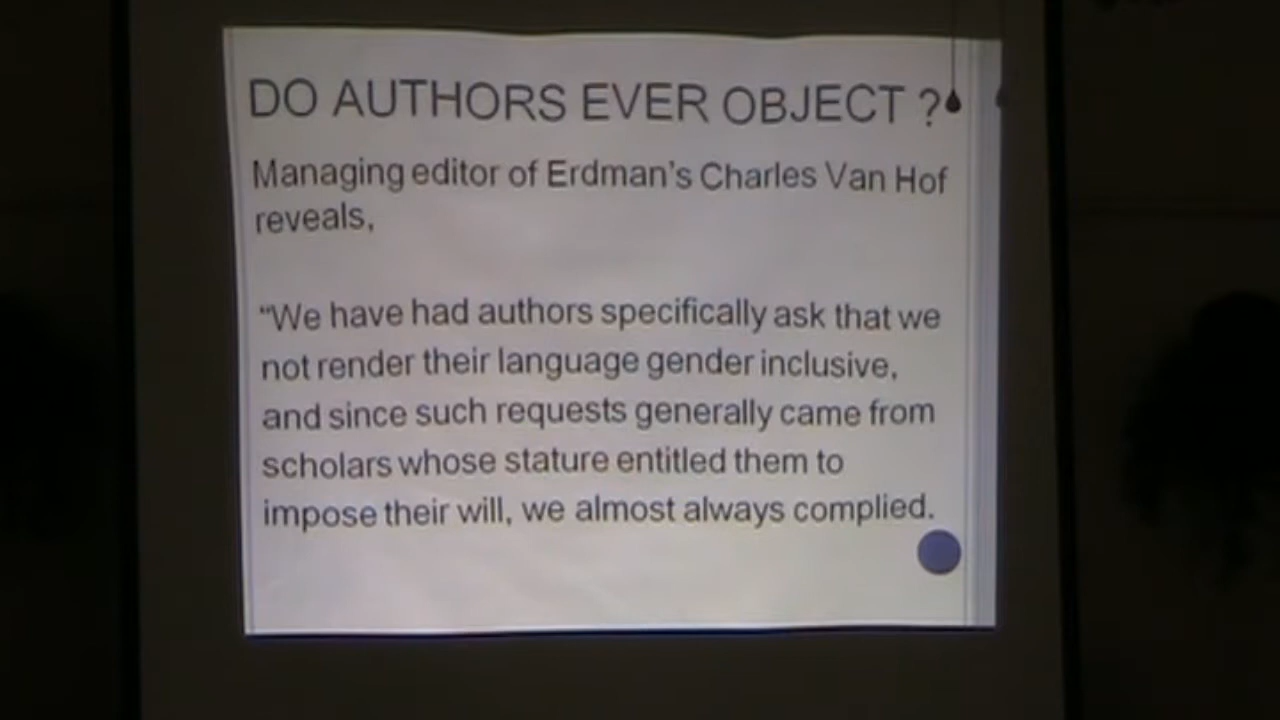 DO AUTHORS EVER OBJECT ?
Managing editor of Erdman's Charles Van Hof
reveals,
“We have had authors specifically ask that we
not render their language gender inclusive,
and since such requests generally came from
scholars whose stature entitled them to
impose their will, we almost always complied.